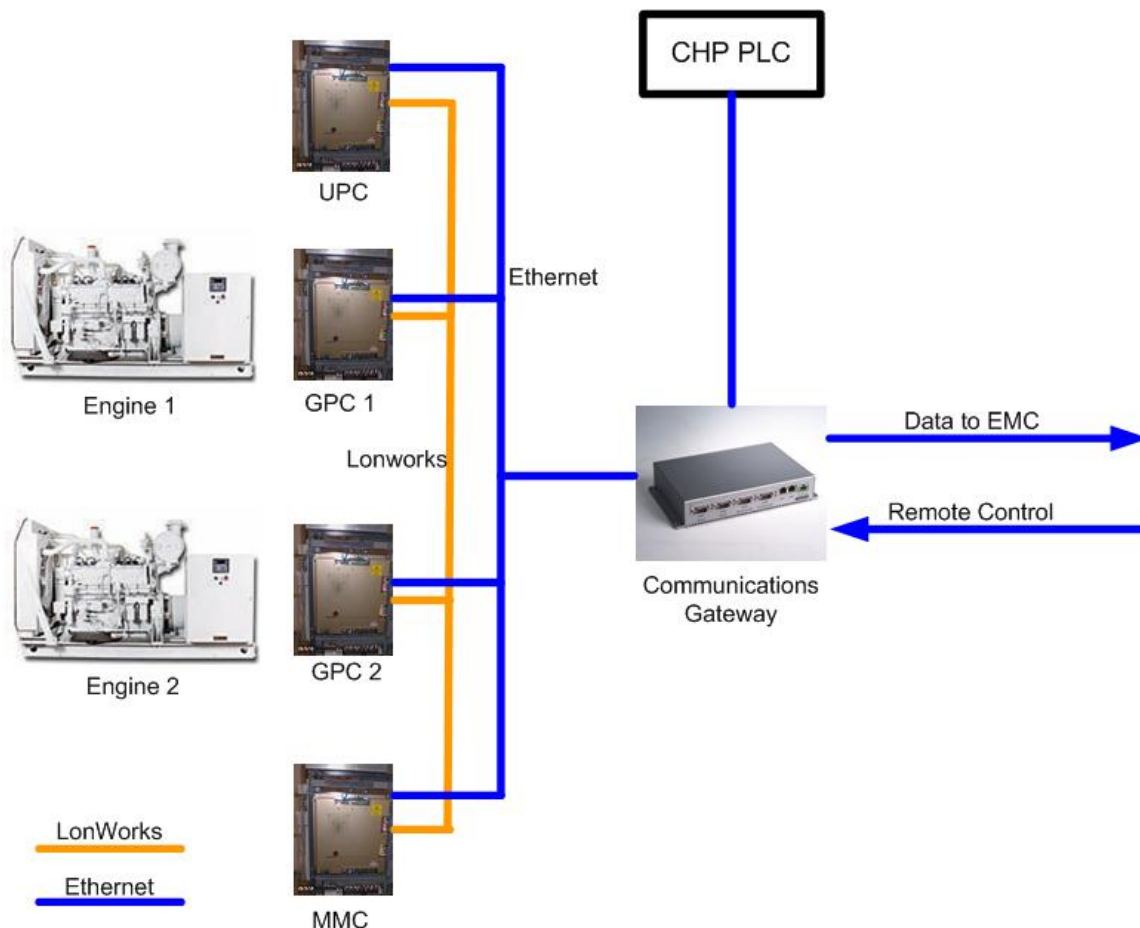 CHP PLC
UPC
Ethernet
Engine 1
GPC 1
Lonworks
Data to EMC
Remote Control
Communications
Gateway
Engine 2
GPC 2
LonWorks
Ethernet
MMC